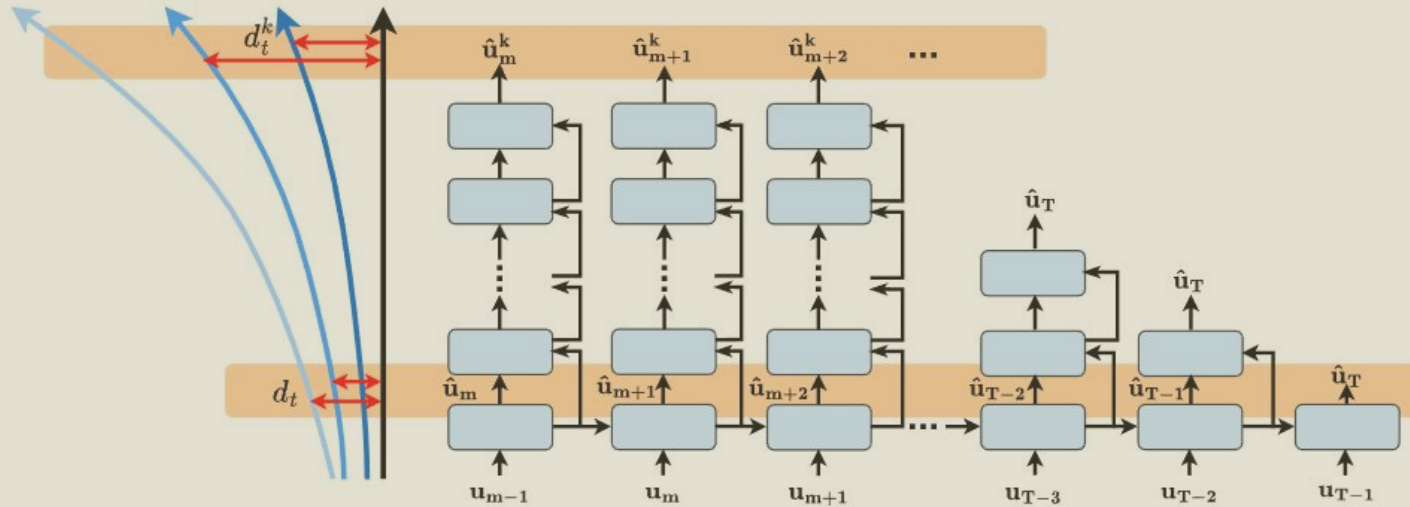 d_t^k û_m^k û_{m+1}^k û_{m+2}^k ...
û_T
û_T
d_t û_m û_{m+1} û_{m+2} û_{T−2} û_{T−1} û_T
...
u_{m−1} u_m u_{m+1} u_{T−3} u_{T−2} u_{T−1}